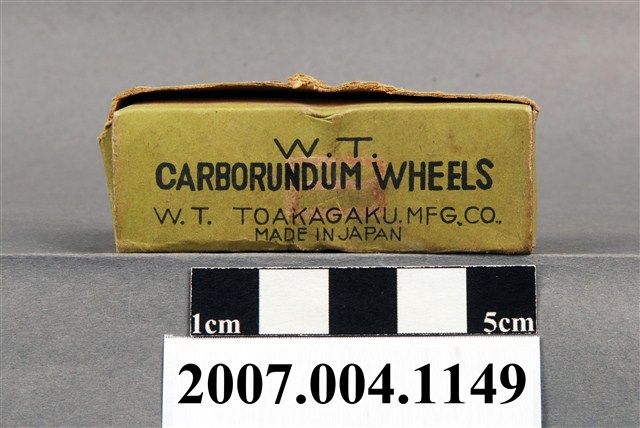 W.T.
CARBORUNDUM WHEELS
W.T. TOAKAGAKU.MFG.CO.,
MADE IN JAPAN
1cm 5cm
2007.004.1149